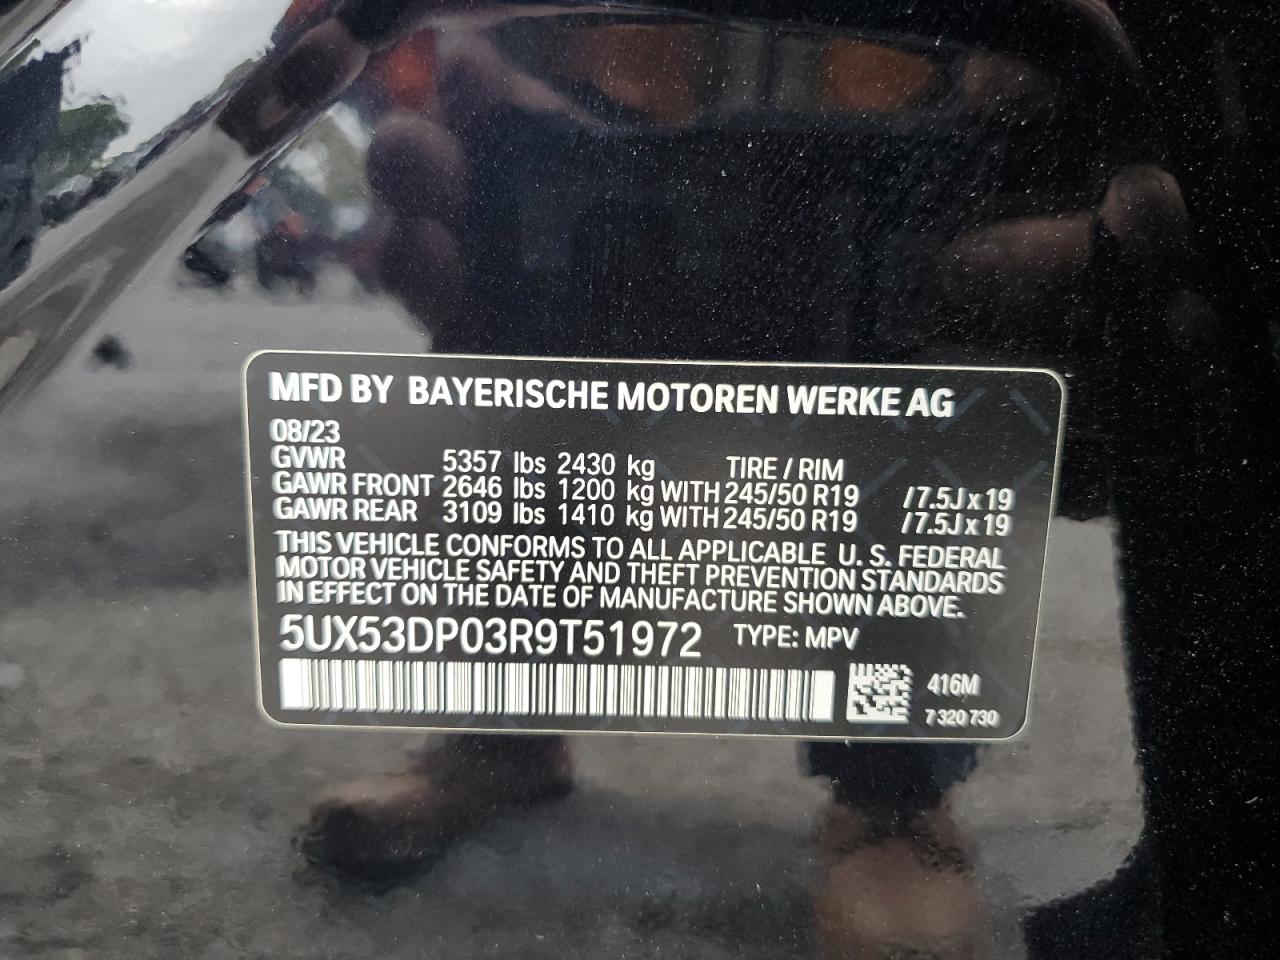 MFD BY BAYERISCHE MOTOREN WERKE AG
08/23
GVWR 5357 lbs 2430 kg TIRE / RIM
GAWR FRONT 2646 lbs 1200 kg WITH 245/50 R19 /7.5J x 19
GAWR REAR 3109 lbs 1410 kg WITH 245/50 R19 /7.5J x 19
THIS VEHICLE CONFORMS TO ALL APPLICABLE U. S. FEDERAL
MOTOR VEHICLE SAFETY AND THEFT PREVENTION STANDARDS
IN EFFECT ON THE DATE OF MANUFACTURE SHOWN ABOVE.
5UX53DP03R9T51972 TYPE: MPV
416M
7 320 730